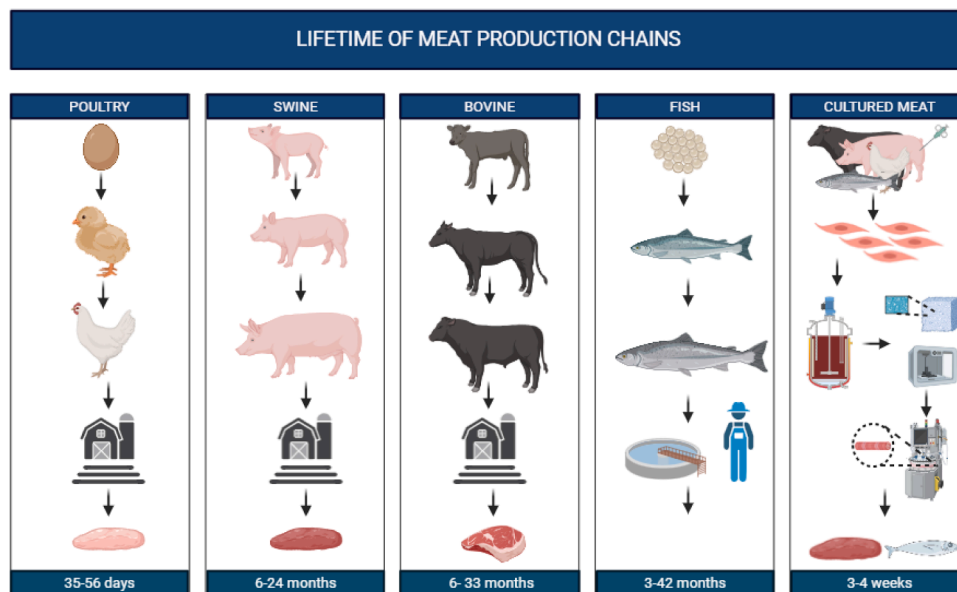 LIFETIME OF MEAT PRODUCTION CHAINS
POULTRY
SWINE
BOVINE
FISH
CULTURED MEAT
35-56 days
6-24 months
6- 33 months
3-42 months
3-4 weeks